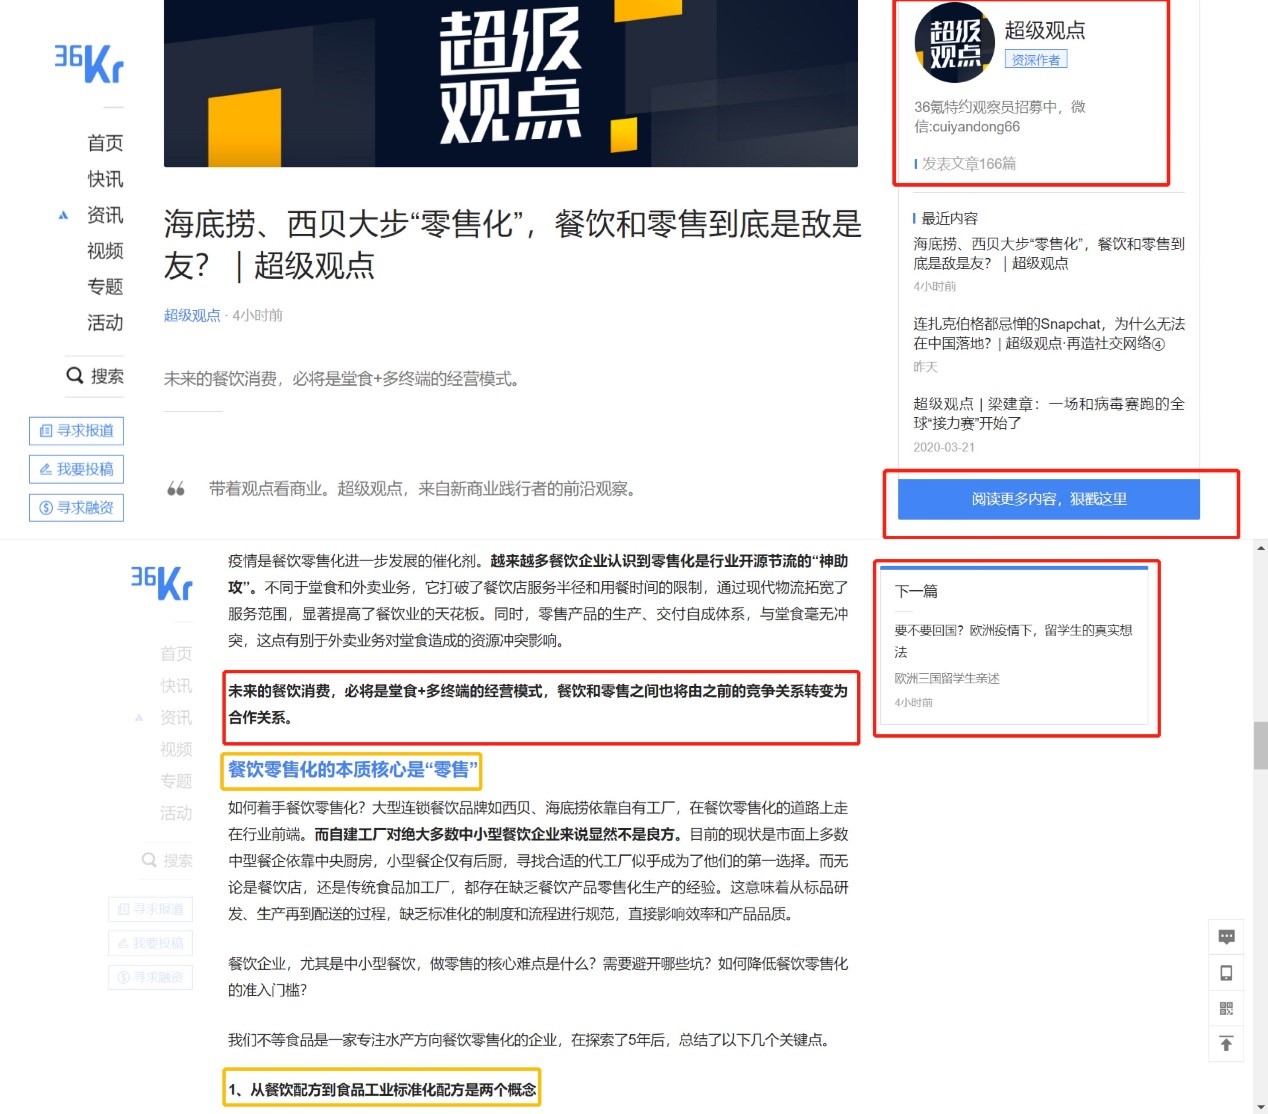 超级
观点
36Kr
首页
快讯
资讯
视频
专题
活动
搜索
寻求报道
我要投稿
寻求融资
海底捞、西贝大步“零售化”，餐饮和零售到底是敌是
友？ | 超级观点
超级观点 · 4小时前
未来的餐饮消费，必将是堂食+多终端的经营模式。
带着观点看商业。超级观点，来自新商业践行者的前沿观察。
超级
观点
超级观点
资深作者
36氪特约观察员招募中，微
信:cuiyandong66
发表文章166篇
最近内容
海底捞、西贝大步“零售化”，餐饮和零售到
底是敌是友？ | 超级观点
4小时前
连扎克伯格都忌惮的Snapchat，为什么无法
在中国落地？| 超级观点·再造社交网络④
昨天
超级观点 | 梁建章：一场和病毒赛跑的全
球“接力赛”开始了
2020-03-21
阅读更多内容，狠戳这里
36Kr
首页
快讯
资讯
视频
专题
活动
搜索
寻求报道
我要投稿
寻求融资
疫情是餐饮零售化进一步发展的催化剂。越来越多餐饮企业认识到零售化是行业开源节流的“神助
攻”。不同于堂食和外卖业务，它打破了餐饮店服务半径和用餐时间的限制，通过现代物流拓宽了
服务范围，显著提高了餐饮业的天花板。同时，零售产品的生产、交付自成体系，与堂食毫无冲
突，这点有别于外卖业务对堂食造成的资源冲突影响。
未来的餐饮消费，必将是堂食+多终端的经营模式，餐饮和零售之间也将由之前的竞争关系转变为
合作关系。
餐饮零售化的本质核心是“零售”
如何着手餐饮零售化？大型连锁餐饮品牌如西贝、海底捞依靠自有工厂，在餐饮零售化的道路上走
在行业前端。而自建工厂对绝大多数中小型餐饮企业来说显然不是良方。目前的现状是市面上多数
中型餐企依靠中央厨房，小型餐企仅有后厨，寻找合适的代工厂似乎成为了他们的第一选择。而无
论是餐饮店，还是传统食品加工厂，都存在缺乏餐饮产品零售化生产的经验。这意味着从标品研
发、生产再到配送的过程，缺乏标准化的制度和流程进行规范，直接影响效率和产品品质。
餐饮企业，尤其是中小型餐饮，做零售的核心难点是什么？需要避开哪些坑？如何降低餐饮零售化
的准入门槛？
我们不等食品是一家专注水产方向餐饮零售化的企业，在探索了5年后，总结了以下几个关键点。
1、从餐饮配方到食品工业标准化配方是两个概念
下一篇
要不要回国？欧洲疫情下，留学生的真实想
法
欧洲三国留学生亲述
4小时前